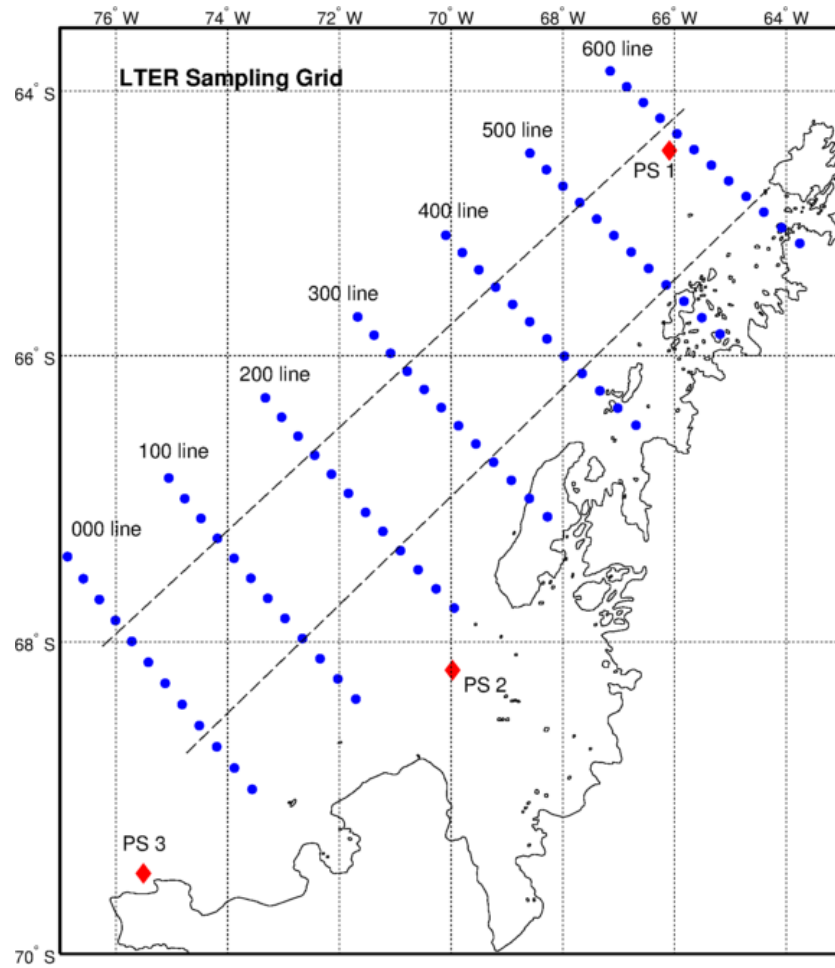 76° W 74° W 72° W 70° W 68° W 66° W 64° W
LTER Sampling Grid
600 line
64° S
500 line
PS 1
400 line
300 line
66° S
200 line
100 line
000 line
68° S
PS 2
PS 3
70° S